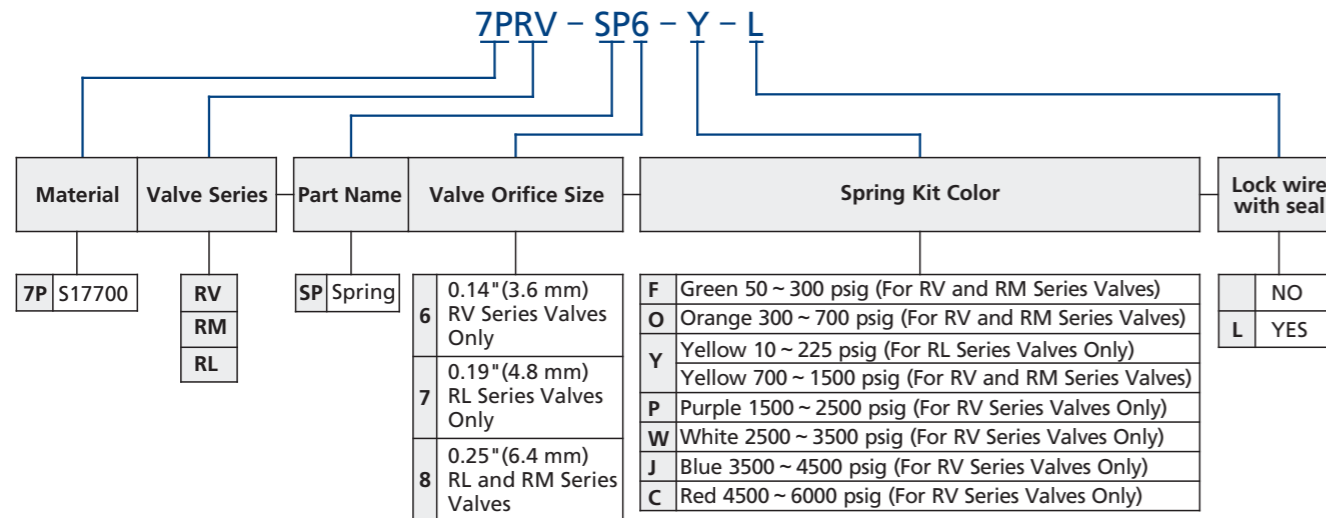 7PRV – SP6 – Y – L
Material
Valve Series
Part Name
Valve Orifice Size
Spring Kit Color
Lock wire
with seal
7P S17700
RV
RM
RL
SP Spring
6 0.14"(3.6 mm)
RV Series Valves
Only
7 0.19"(4.8 mm)
RL Series Valves
Only
8 0.25"(6.4 mm)
RL and RM Series
Valves
F Green 50 ~ 300 psig (For RV and RM Series Valves)
O Orange 300 ~ 700 psig (For RV and RM Series Valves)
Y Yellow 10 ~ 225 psig (For RL Series Valves Only)
Yellow 700 ~ 1500 psig (For RV and RM Series Valves)
P Purple 1500 ~ 2500 psig (For RV Series Valves Only)
W White 2500 ~ 3500 psig (For RV Series Valves Only)
J Blue 3500 ~ 4500 psig (For RV Series Valves Only)
C Red 4500 ~ 6000 psig (For RV Series Valves Only)
NO
L YES